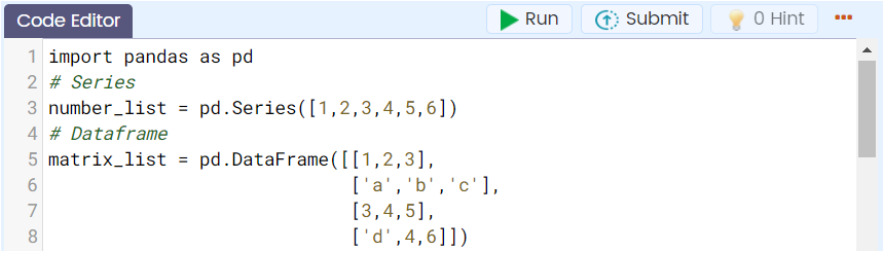 Code Editor Run Submit 0 Hint
1 import pandas as pd
2 # Series
3 number_list = pd.Series([1,2,3,4,5,6])
4 # Dataframe
5 matrix_list = pd.DataFrame([[1,2,3],
6                             ['a','b','c'],
7                             [3,4,5],
8                             ['d',4,6]])